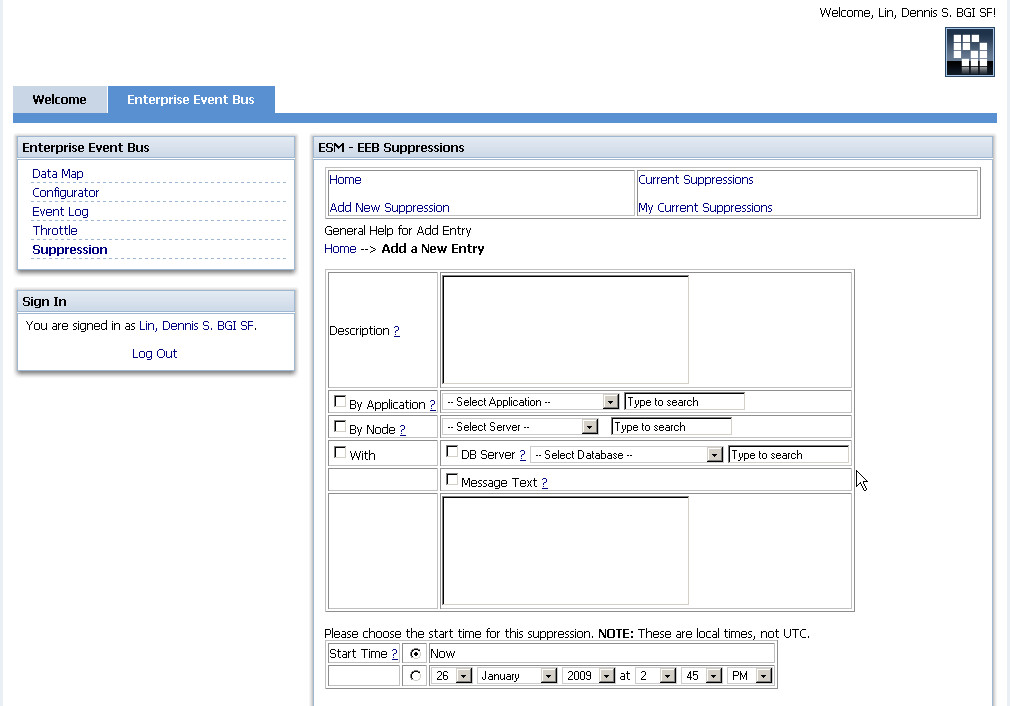 Welcome, Lin, Dennis S. BGI SF!
Welcome
Enterprise Event Bus
Enterprise Event Bus
Data Map
Configurator
Event Log
Throttle
Suppression
Sign In
You are signed in as Lin, Dennis S. BGI SF.
Log Out
ESM - EEB Suppressions
Home
Current Suppressions
Add New Suppression
My Current Suppressions
General Help for Add Entry
Home --> Add a New Entry
Description ?
By Application ? -- Select Application -- Type to search
By Node ? -- Select Server -- Type to search
With DB Server ? -- Select Database -- Type to search
Message Text ?
Please choose the start time for this suppression. NOTE: These are local times, not UTC.
Start Time ? Now
26 January 2009 at 2 45 PM